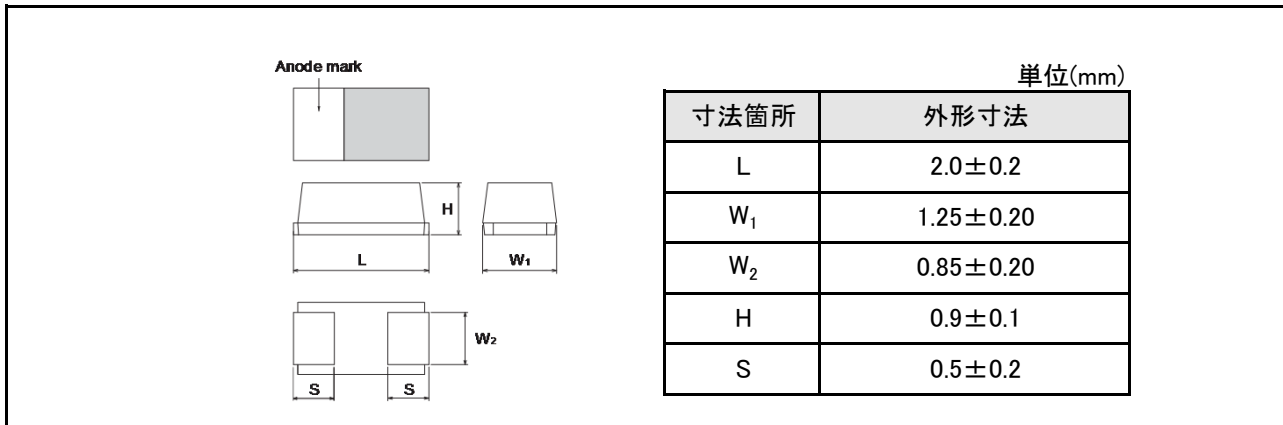 Anode mark
H
L
W₁
W₂
S S
単位(mm)
寸法箇所 外形寸法
L 2.0±0.2
W₁ 1.25±0.20
W₂ 0.85±0.20
H 0.9±0.1
S 0.5±0.2